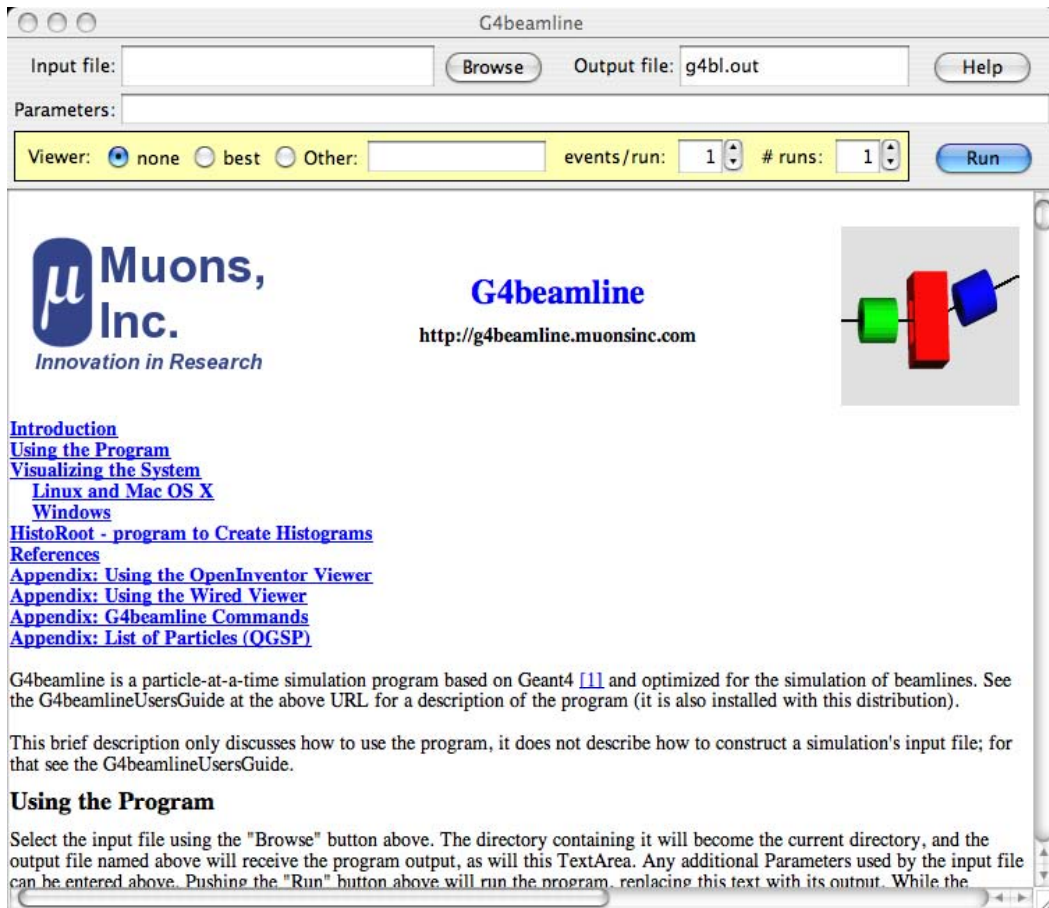 G4beamline
Input file: Browse Output file: g4bl.out Help
Parameters:
Viewer: none best Other: events/run: 1 # runs: 1 Run
μ Muons,
Inc.
Innovation in Research
G4beamline
http://g4beamline.muonsinc.com
Introduction
Using the Program
Visualizing the System
Linux and Mac OS X
Windows
HistoRoot - program to Create Histograms
References
Appendix: Using the OpenInventor Viewer
Appendix: Using the Wired Viewer
Appendix: G4beamline Commands
Appendix: List of Particles (QGSP)
G4beamline is a particle-at-a-time simulation program based on Geant4 [1] and optimized for the simulation of beamlines. See
the G4beamlineUsersGuide at the above URL for a description of the program (it is also installed with this distribution).
This brief description only discusses how to use the program, it does not describe how to construct a simulation's input file; for
that see the G4beamlineUsersGuide.
Using the Program
Select the input file using the "Browse" button above. The directory containing it will become the current directory, and the
output file named above will receive the program output, as will this TextArea. Any additional Parameters used by the input file
can be entered above. Pushing the "Run" button above will run the program, replacing this text with its output. While the